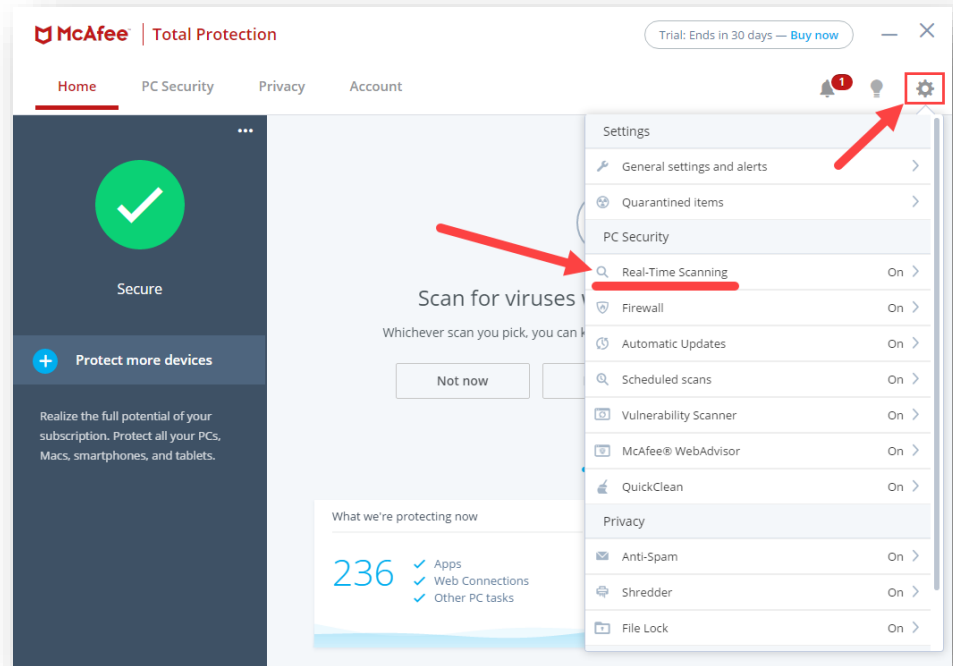 McAfee | Total Protection
Trial: Ends in 30 days — Buy now
Home PC Security Privacy Account
1
Secure
Protect more devices
Realize the full potential of your
subscription. Protect all your PCs,
Macs, smartphones, and tablets.
Scan for viruses
Whichever scan you pick, you can
Not now
What we're protecting now
236
Apps
Web Connections
Other PC tasks
Settings
General settings and alerts
Quarantined items
PC Security
Real-Time Scanning On
Firewall On
Automatic Updates On
Scheduled scans On
Vulnerability Scanner On
McAfee® WebAdvisor On
QuickClean On
Privacy
Anti-Spam On
Shredder On
File Lock On